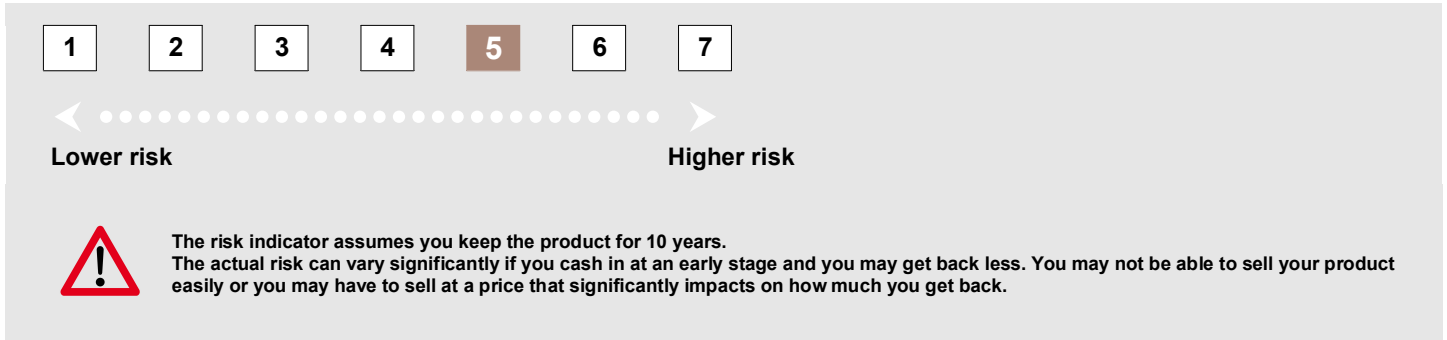 1 2 3 4 5 6 7
Lower risk Higher risk
The risk indicator assumes you keep the product for 10 years.
The actual risk can vary significantly if you cash in at an early stage and you may get back less. You may not be able to sell your product
easily or you may have to sell at a price that significantly impacts on how much you get back.